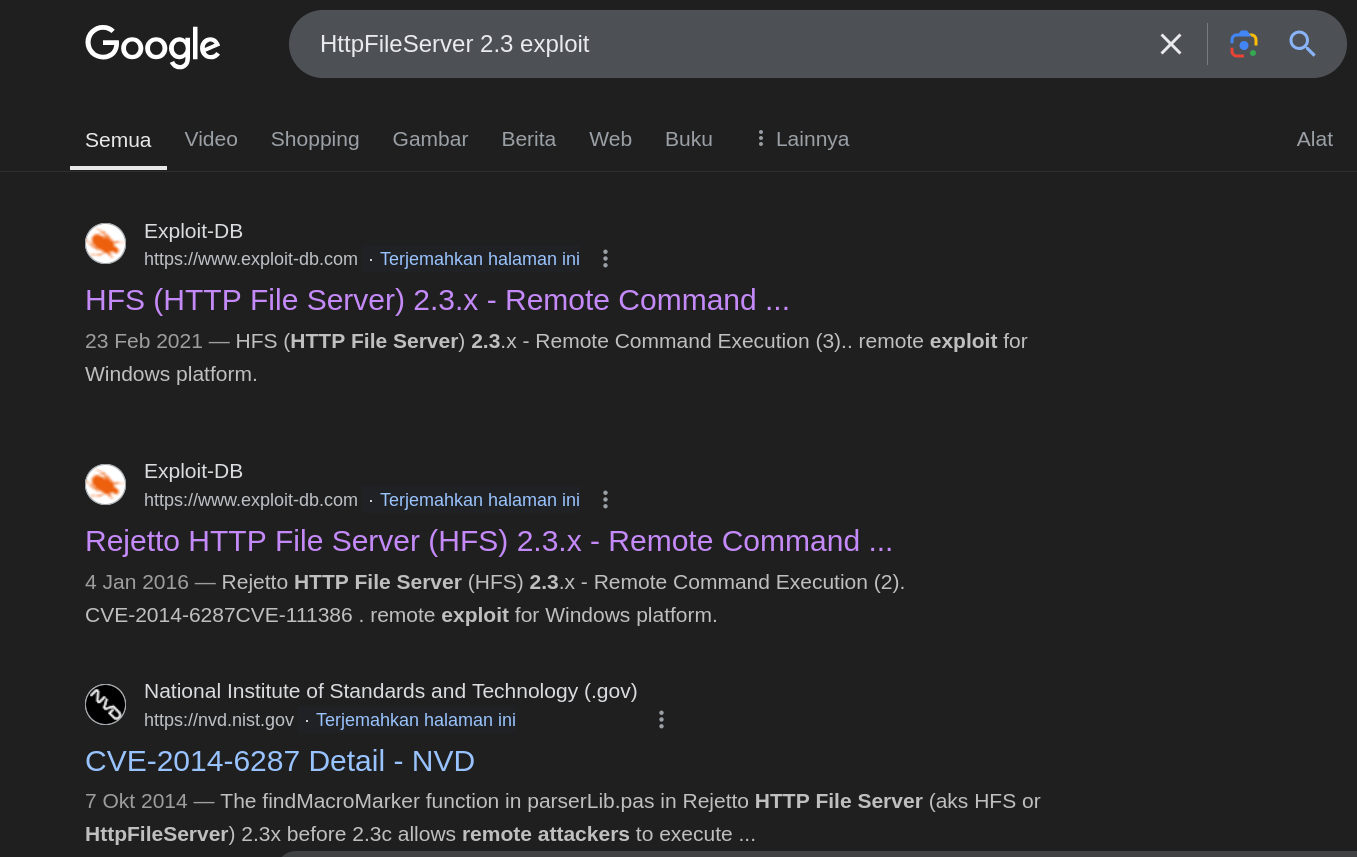 Google
HttpFileServer 2.3 exploit
Semua Video Shopping Gambar Berita Web Buku Lainnya Alat
Exploit-DB
https://www.exploit-db.com · Terjemahkan halaman ini
HFS (HTTP File Server) 2.3.x - Remote Command ...
23 Feb 2021 — HFS (HTTP File Server) 2.3.x - Remote Command Execution (3).. remote exploit for
Windows platform.
Exploit-DB
https://www.exploit-db.com · Terjemahkan halaman ini
Rejetto HTTP File Server (HFS) 2.3.x - Remote Command ...
4 Jan 2016 — Rejetto HTTP File Server (HFS) 2.3.x - Remote Command Execution (2).
CVE-2014-6287CVE-111386 . remote exploit for Windows platform.
NVD
National Institute of Standards and Technology (.gov)
https://nvd.nist.gov · Terjemahkan halaman ini
CVE-2014-6287 Detail - NVD
7 Okt 2014 — The findMacroMarker function in parserLib.pas in Rejetto HTTP File Server (aks HFS or
HttpFileServer) 2.3x before 2.3c allows remote attackers to execute ...